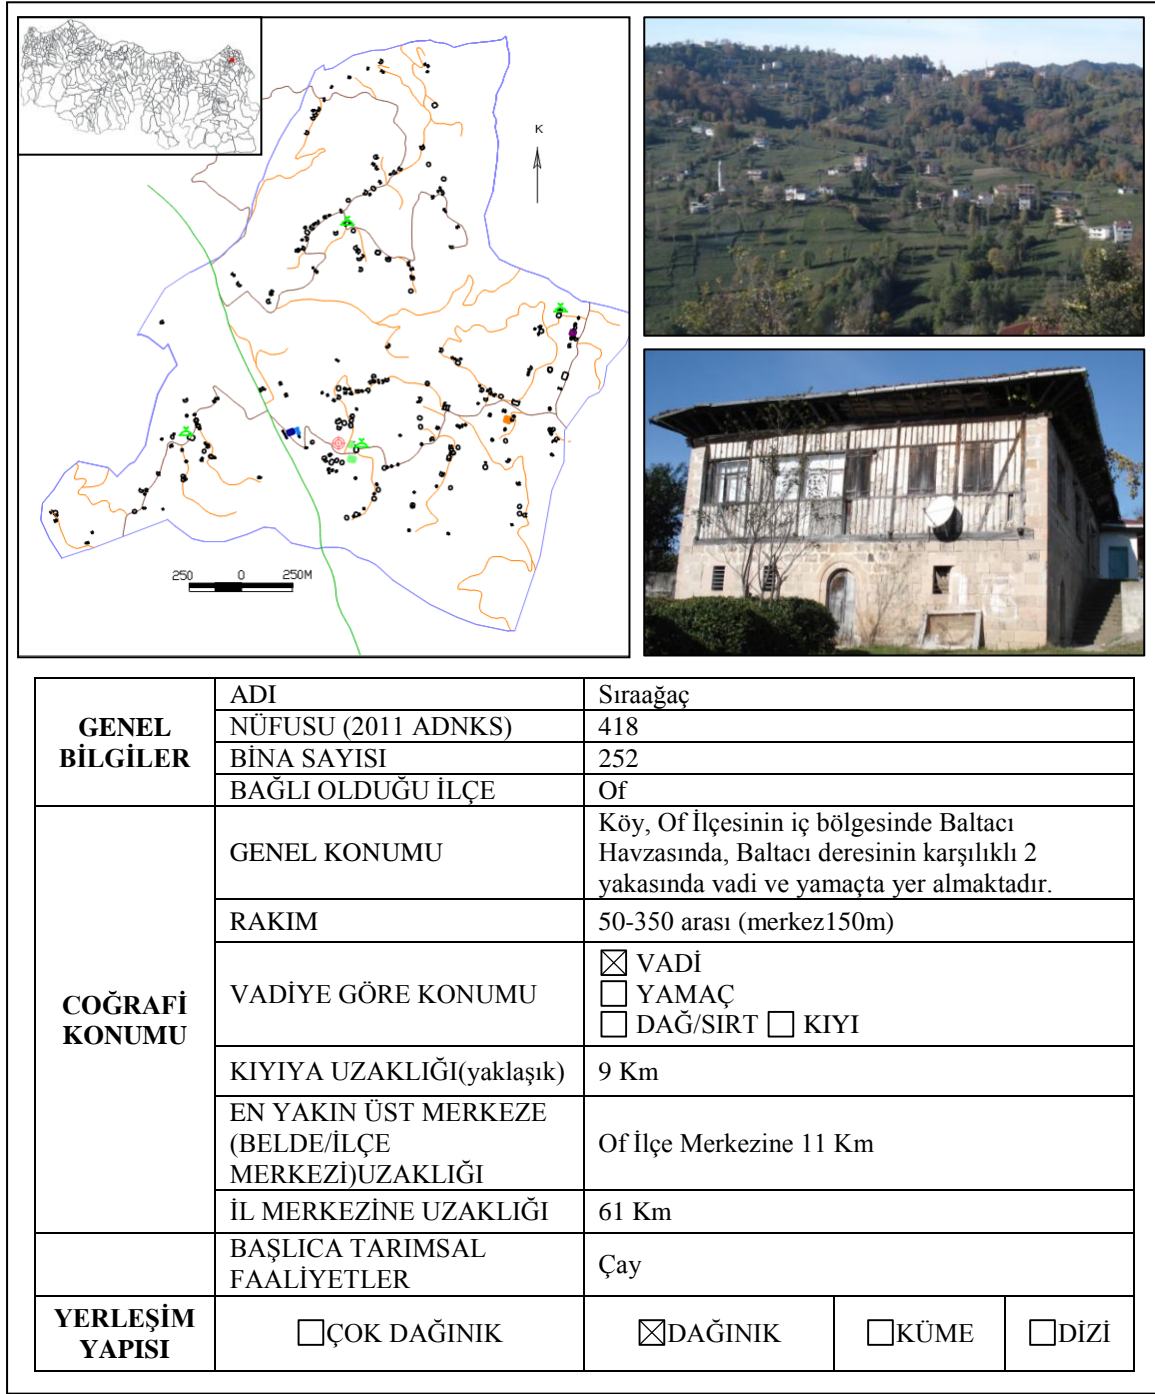 K
250 0 250M
GENEL
BİLGİLER
ADI
Sıraağaç
NÜFUSU (2011 ADNKS)
418
BİNA SAYISI
252
BAĞLI OLDUĞU İLÇE
Of
COĞRAFİ
KONUMU
GENEL KONUMU
Köy, Of İlçesinin iç bölgesinde Baltacı
Havzasında, Baltacı deresinin karşılıklı 2
yakasında vadi ve yamaçta yer almaktadır.
RAKIM
50-350 arası (merkez150m)
VADİYE GÖRE KONUMU
☒ VADİ
☐ YAMAÇ
☐ DAĞ/SIRT ☐ KIYI
KIYIYA UZAKLIĞI(yaklaşık)
9 Km
EN YAKIN ÜST MERKEZE
(BELDE/İLÇE
MERKEZİ)UZAKLIĞI
Of İlçe Merkezine 11 Km
İL MERKEZİNE UZAKLIĞI
61 Km
BAŞLICA TARIMSAL
FAALİYETLER
Çay
YERLEŞİM
YAPISI
☐ÇOK DAĞINIK
☒DAĞINIK
☐KÜME
☐DİZİ